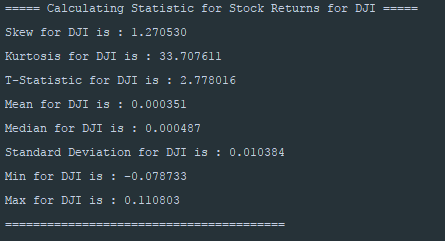 ===== Calculating Statistic for Stock Returns for DJI =====
Skew for DJI is : 1.270530
Kurtosis for DJI is : 33.707611
T-Statistic for DJI is : 2.778016
Mean for DJI is : 0.000351
Median for DJI is : 0.000487
Standard Deviation for DJI is : 0.010384
Min for DJI is : -0.078733
Max for DJI is : 0.110803
========================================